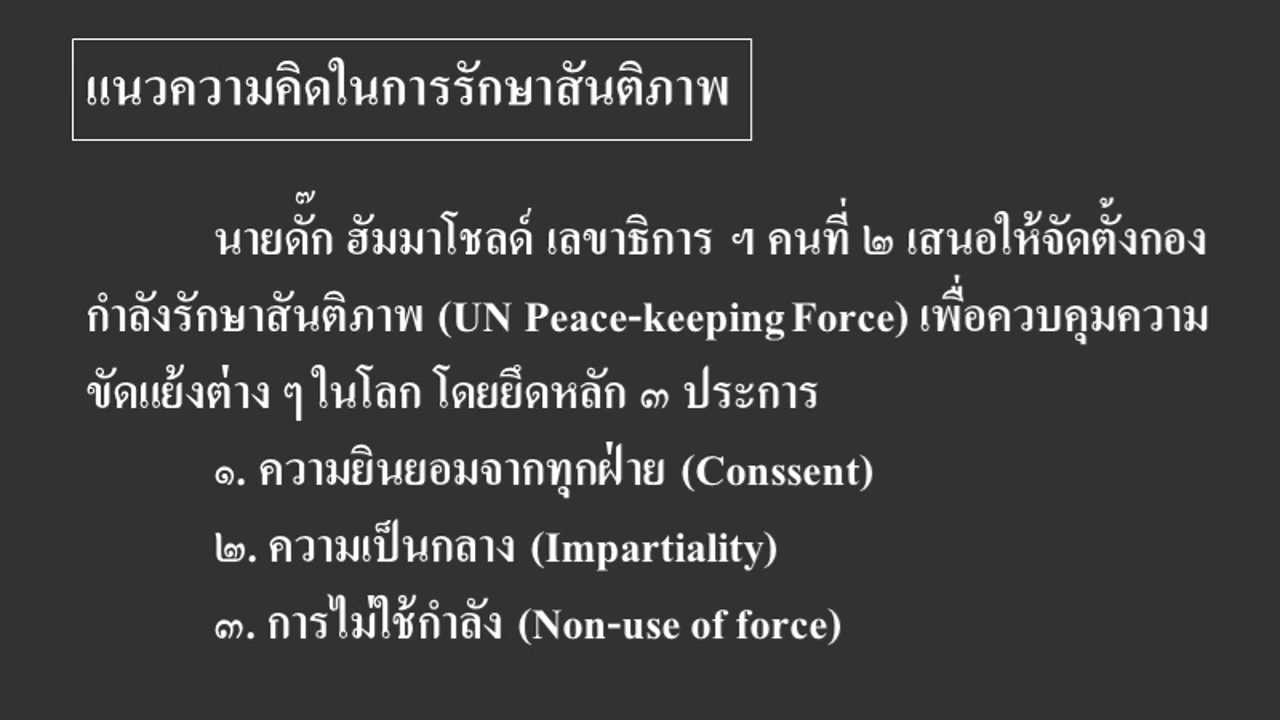 แนวความคิดในการรักษาสันติภาพ
นายดั๊ก ฮัมมาโชลด์ เลขาธิการ ฯ คนที่ ๒ เสนอให้จัดตั้งกอง
กำลังรักษาสันติภาพ (UN Peace-keeping Force) เพื่อควบคุมความ
ขัดแย้งต่าง ๆ ในโลก โดยยึดหลัก ๓ ประการ
๑. ความยินยอมจากทุกฝ่าย (Conssent)
๒. ความเป็นกลาง (Impartiality)
๓. การไม่ใช้กำลัง (Non-use of force)